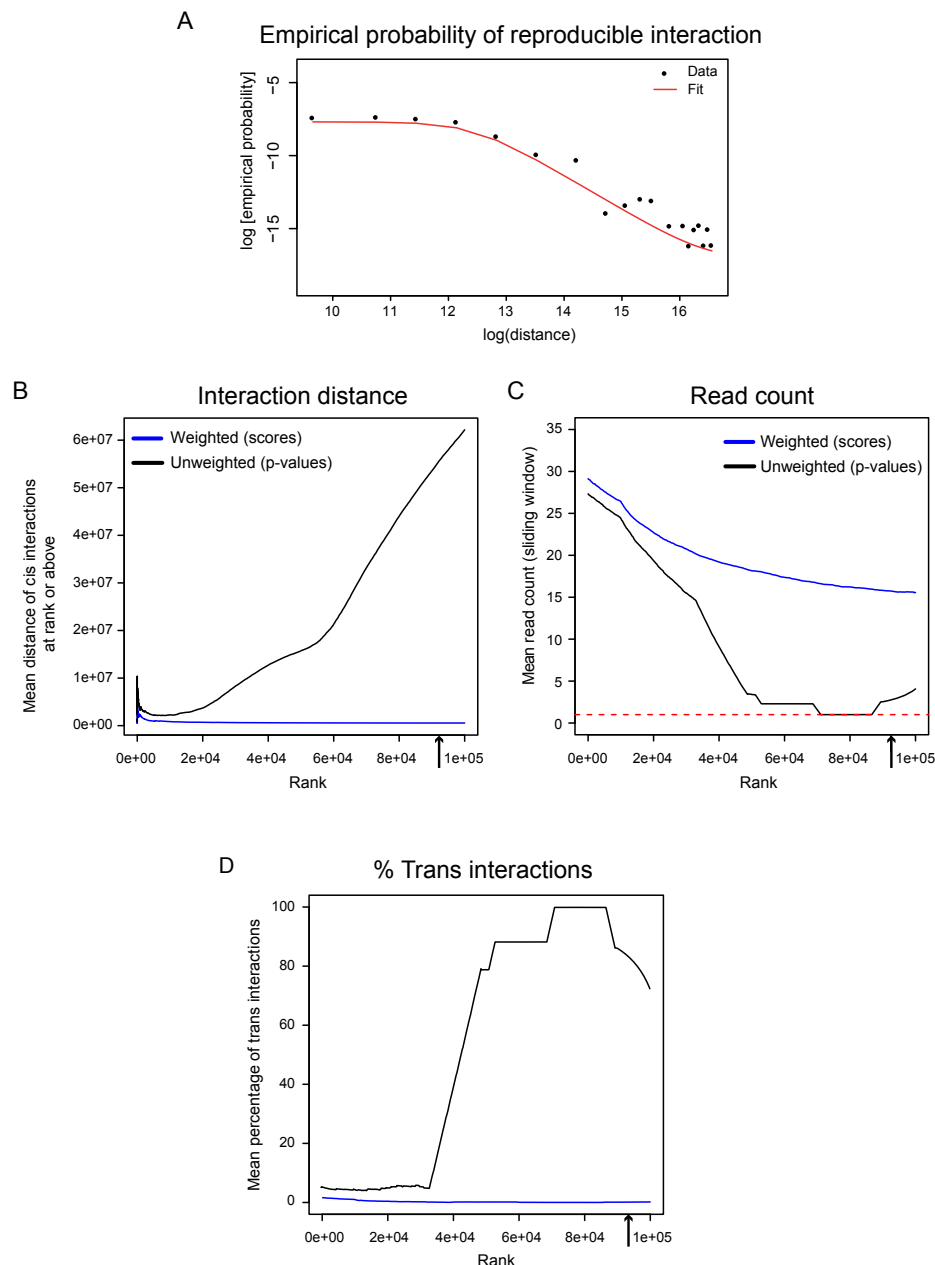 A
Empirical probability of reproducible interaction
log [empirical probability]
−5
−10
−15
Data
Fit
10 11 12 13 14 15 16
log(distance)
B
Interaction distance
Mean distance of cis interactions
at rank or above
6e+07
5e+07
4e+07
3e+07
2e+07
1e+07
0e+00
Weighted (scores)
Unweighted (p-values)
0e+00 2e+04 4e+04 6e+04 8e+04 1e+05
Rank
C
Read count
Mean read count (sliding window)
35
30
25
20
15
10
5
0
Weighted (scores)
Unweighted (p-values)
0e+00 2e+04 4e+04 6e+04 8e+04 1e+05
Rank
D
% Trans interactions
Mean percentage of trans interactions
100
80
60
40
20
0
0e+00 2e+04 4e+04 6e+04 8e+04 1e+05
Rank